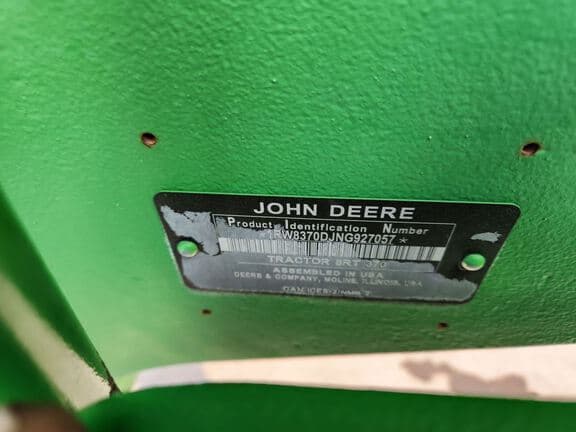 JOHN DEERE
Product Identification Number
*1RW8370DJNG927057*
TRACTOR 8RT 370
ASSEMBLED IN USA
DEERE & COMPANY, MOLINE, ILLINOIS, USA